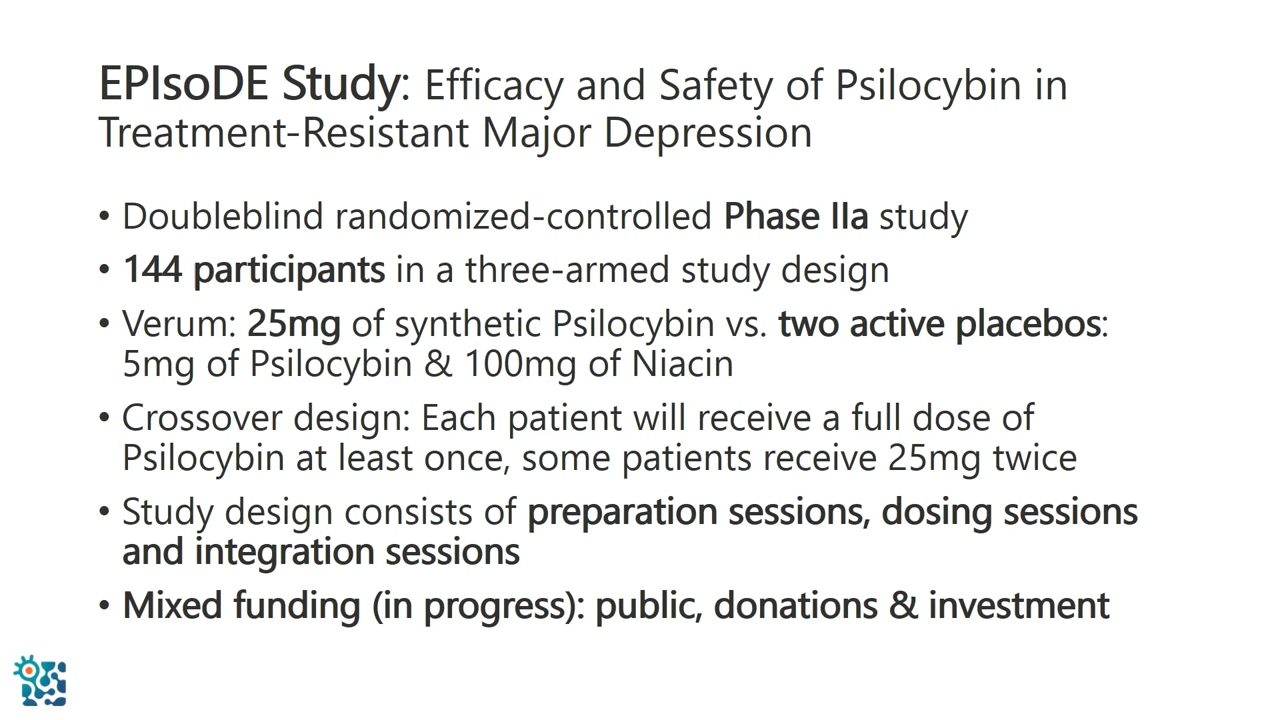 EPIsoDE Study: Efficacy and Safety of Psilocybin in
Treatment-Resistant Major Depression
• Doubleblind randomized-controlled Phase IIa study
• 144 participants in a three-armed study design
• Verum: 25mg of synthetic Psilocybin vs. two active placebos:
5mg of Psilocybin & 100mg of Niacin
• Crossover design: Each patient will receive a full dose of
Psilocybin at least once, some patients receive 25mg twice
• Study design consists of preparation sessions, dosing sessions
and integration sessions
• Mixed funding (in progress): public, donations & investment